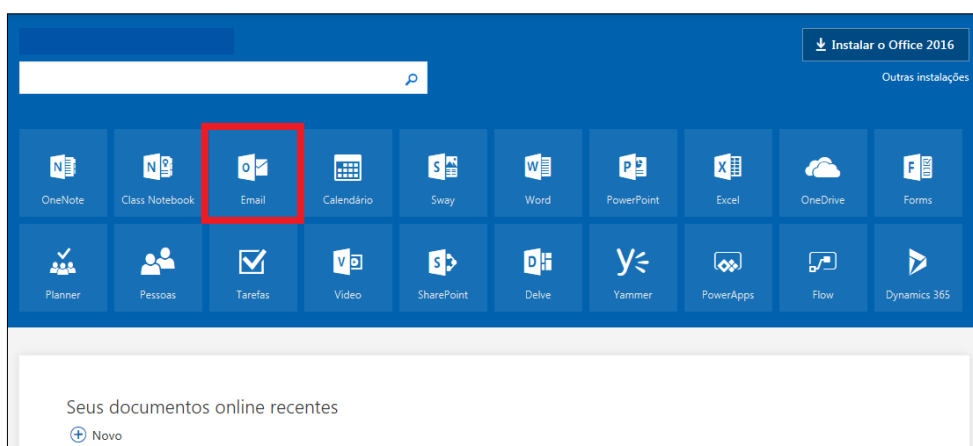 Instalar o Office 2016
Outras instalações
OneNote
Class Notebook
Email
Calendário
Sway
Word
PowerPoint
Excel
OneDrive
Forms
Planner
Pessoas
Tarefas
Video
SharePoint
Delve
Yammer
PowerApps
Flow
Dynamics 365
Seus documentos online recentes
Novo